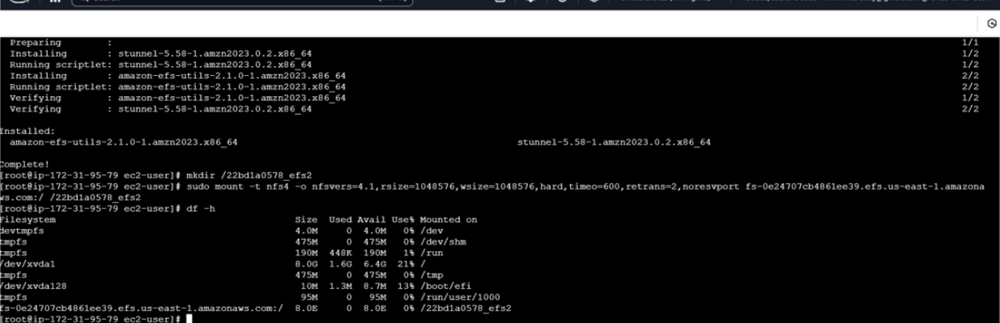 Preparing : 1/1
Installing : stunnel-5.58-1.amzn2023.0.2.x86_64 1/2
Running scriptlet: stunnel-5.58-1.amzn2023.0.2.x86_64 1/2
Installing : amazon-efs-utils-2.1.0-1.amzn2023.x86_64 2/2
Running scriptlet: amazon-efs-utils-2.1.0-1.amzn2023.x86_64 2/2
Verifying : amazon-efs-utils-2.1.0-1.amzn2023.x86_64 1/2
Verifying : stunnel-5.58-1.amzn2023.0.2.x86_64 2/2
Installed:
amazon-efs-utils-2.1.0-1.amzn2023.x86_64 stunnel-5.58-1.amzn2023.0.2.x86_64
Complete!
[root@ip-172-31-95-79 ec2-user]# mkdir /22bd1a0578_efs2
[root@ip-172-31-95-79 ec2-user]# sudo mount -t nfs4 -o nfsvers=4.1,rsize=1048576,wsize=1048576,hard,timeo=600,retrans=2,noresvport fs-0e24707cb4861ee39.efs.us-east-1.amazona
ws.com:/ /22bd1a0578_efs2
[root@ip-172-31-95-79 ec2-user]# df -h
Filesystem Size Used Avail Use% Mounted on
devtmpfs 4.0M 0 4.0M 0% /dev
tmpfs 475M 0 475M 0% /dev/shm
tmpfs 190M 448K 190M 1% /run
/dev/xvda1 8.0G 1.6G 6.4G 21% /
tmpfs 475M 0 475M 0% /tmp
/dev/xvda128 10M 1.3M 8.7M 13% /boot/efi
tmpfs 95M 0 95M 0% /run/user/1000
fs-0e24707cb4861ee39.efs.us-east-1.amazonaws.com:/ 8.0E 0 8.0E 0% /22bd1a0578_efs2
[root@ip-172-31-95-79 ec2-user]#